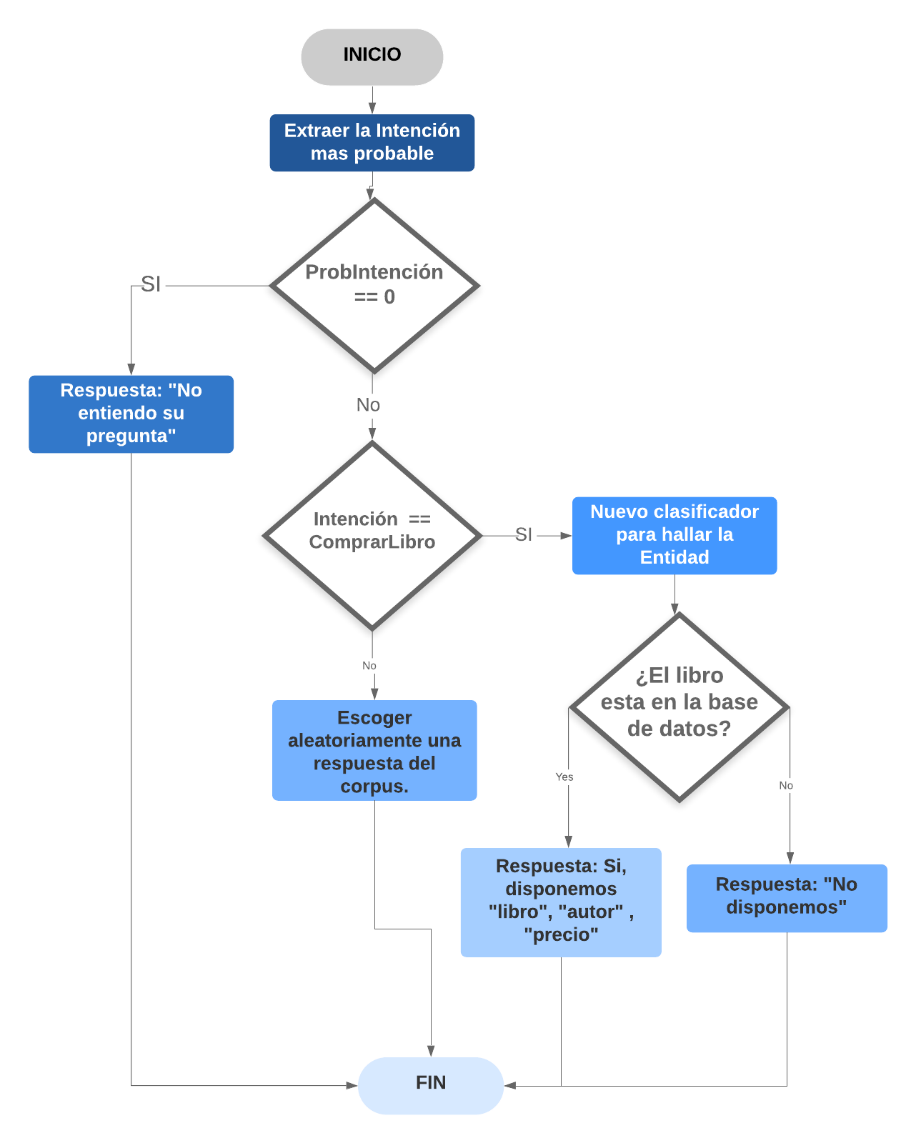 INICIO
Extraer la Intención
mas probable
ProbIntención
== 0
SI
Respuesta: "No
entiendo su
pregunta"
No
Intención ==
ComprarLibro
SI
Nuevo clasificador
para hallar la
Entidad
No
¿El libro
esta en la base
de datos?
Escoger
aleatoriamente una
respuesta del
corpus.
Yes
No
Respuesta: Si,
disponemos
"libro", "autor" ,
"precio"
Respuesta: "No
disponemos"
FIN